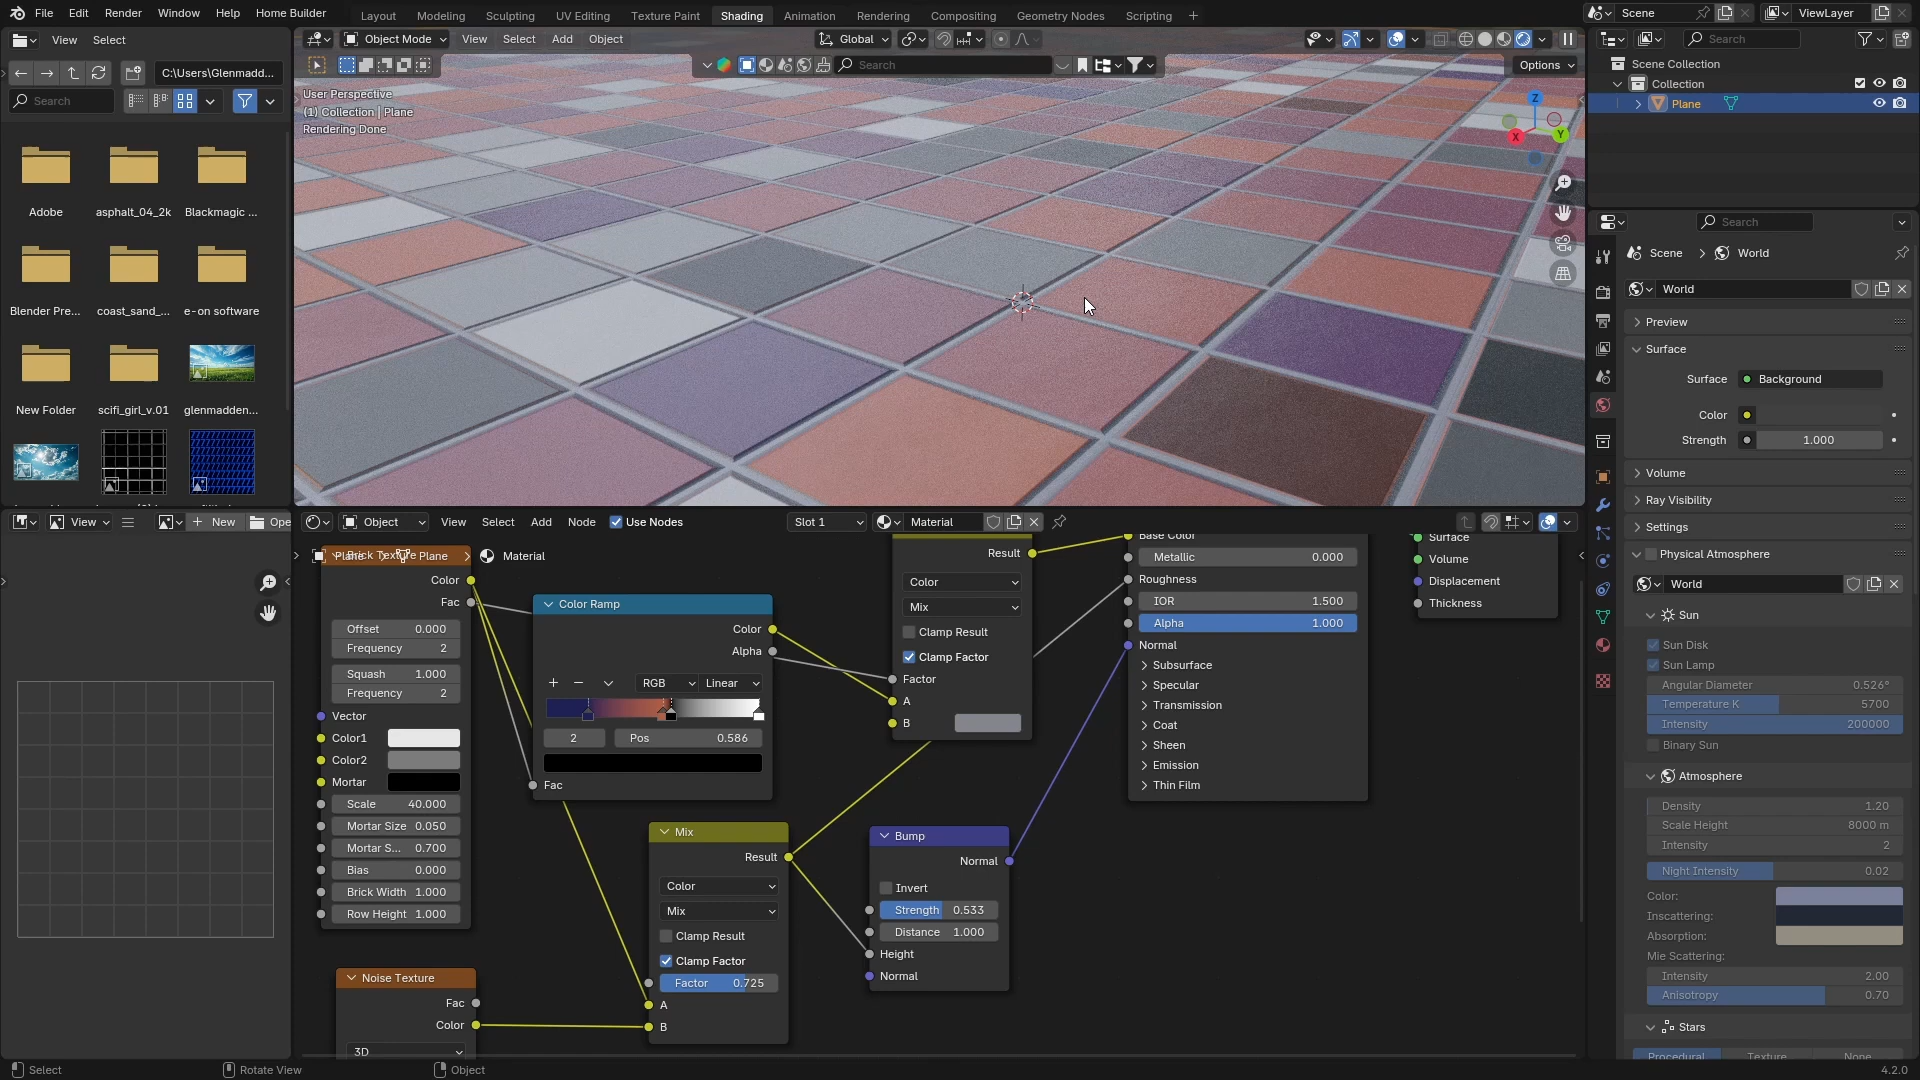 File Edit Render Window Help Home Builder Layout Modeling Sculpting UV Editing Texture Paint Shading Animation Rendering Compositing Geometry Nodes Scripting + Scene ViewLayer
View Select
Object Mode View Select Add Object Global
Search
C:\Users\Glenmadd...
Search
Search
Options
User Perspective
(1) Collection | Plane
Rendering Done
Z
X
Y
Adobe asphalt_04_2k Blackmagic ...
Blender Pre... coast_sand_... e-on software
New Folder scifi_girl_v.01 glenmadden...
Scene Collection
Collection
Plane
Search
Scene > World
World
Preview
Surface
Surface Background
Color
Strength 1.000
Volume
Ray Visibility
Settings
Physical Atmosphere
World
Sun
Sun Disk
Sun Lamp
Angular Diameter 0.526°
Temperature K 5700
Intensity 200000
Binary Sun
Atmosphere
Density 1.20
Scale Height 8000 m
Intensity 2
Night Intensity 0.02
Color:
Inscattering:
Absorption:
Mie Scattering:
Intensity 2.00
Anisotropy 0.70
Stars
Procedural Texture None
View + New Ope
Object View Select Add Node Use Nodes Slot 1 Material
Brick Texture
Plane > Plane > Material
Color
Fac
Offset 0.000
Frequency 2
Squash 1.000
Frequency 2
Vector
Color1
Color2
Mortar
Scale 40.000
Mortar Size 0.050
Mortar S... 0.700
Bias 0.000
Brick Width 1.000
Row Height 1.000
Noise Texture
Fac
Color
3D
Color Ramp
Color
Alpha
+ − RGB Linear
2 Pos 0.586
Fac
Mix
Result
Color
Mix
Clamp Result
Clamp Factor
Factor 0.725
A
B
Result
Color
Mix
Clamp Result
Clamp Factor
Factor
A
B
Bump
Normal
Invert
Strength 0.533
Distance 1.000
Height
Normal
Base Color
Metallic 0.000
Roughness
IOR 1.500
Alpha 1.000
Normal
Subsurface
Specular
Transmission
Coat
Sheen
Emission
Thin Film
Surface
Volume
Displacement
Thickness
Select Rotate View Object 4.2.0